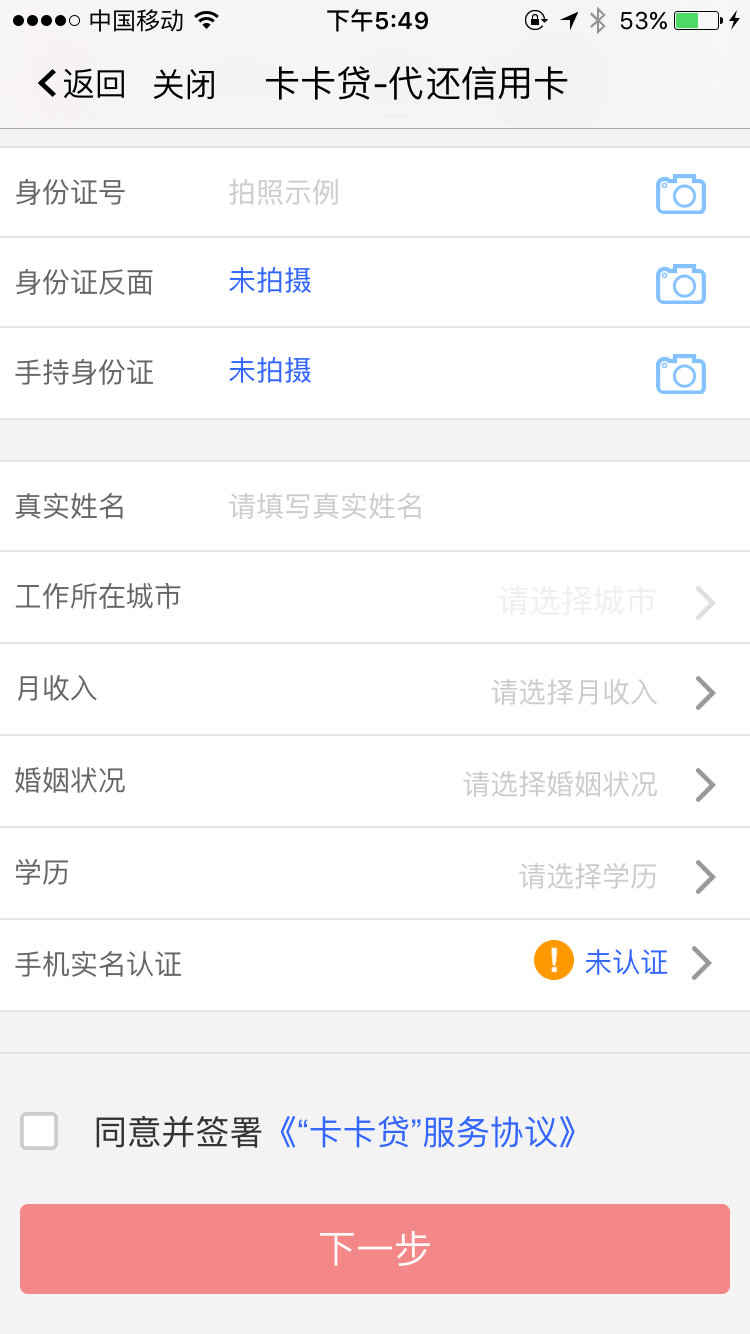 中国移动 下午5:49 53%
返回 关闭 卡卡贷-代还信用卡
身份证号 拍照示例
身份证反面 未拍摄
手持身份证 未拍摄
真实姓名 请填写真实姓名
工作所在城市 请选择城市
月收入 请选择月收入
婚姻状况 请选择婚姻状况
学历 请选择学历
手机实名认证 ! 未认证
同意并签署《“卡卡贷”服务协议》
下一步